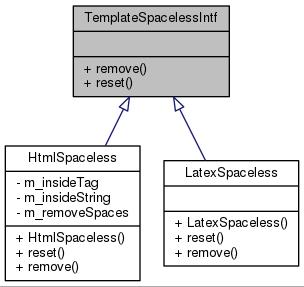 TemplateSpacelessIntf
+ remove()
+ reset()
HtmlSpaceless
- m_insideTag
- m_insideString
- m_removeSpaces
+ HtmlSpaceless()
+ reset()
+ remove()
LatexSpaceless
+ LatexSpaceless()
+ reset()
+ remove()